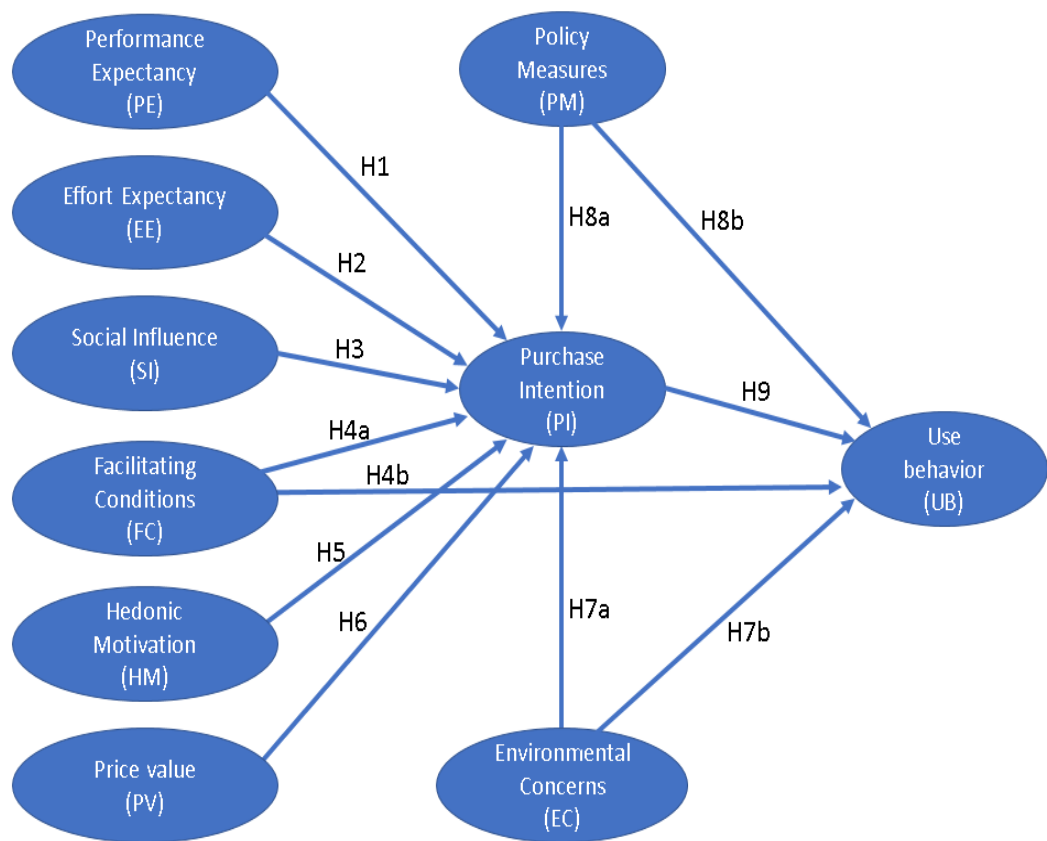 Performance
Expectancy
(PE)
Policy
Measures
(PM)
H1
Effort Expectancy
(EE)
H8a
H8b
H2
Social Influence
(SI)
H3
Purchase
Intention
(PI)
H9
H4a
Facilitating
Conditions
(FC)
H4b
Use
behavior
(UB)
H5
Hedonic
Motivation
(HM)
H6
H7a
H7b
Price value
(PV)
Environmental
Concerns
(EC)